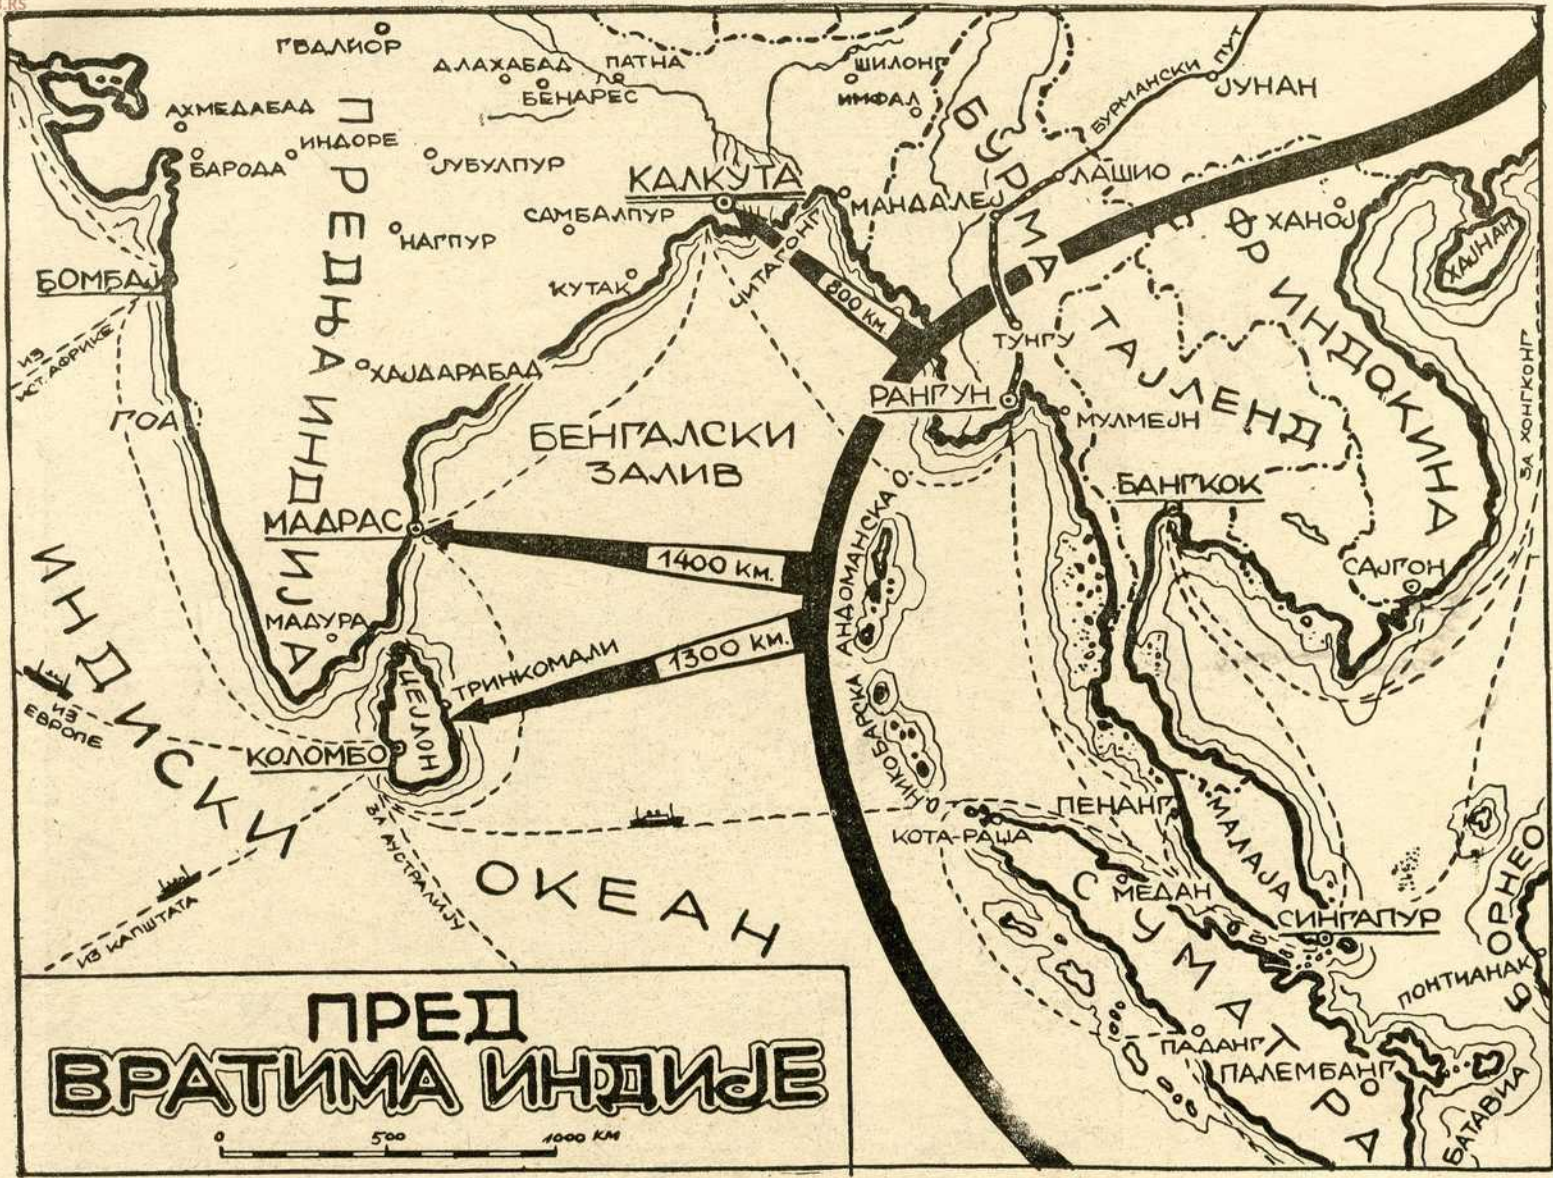 .RS
ГВАЛИОР
АЛАХАБАД
ПАТНА
БЕНАРЕС
ШИЛОНГ
ИМФАЛ
БУРМАНСКИ ПУТ
ЈУНАН
АХМЕДАБАД
ИНДОРЕ
БАРОДА
ЈУБУЛПУР
КАЛКУТА
САМБАЛПУР
НАГПУР
КУТАК
ЧИТАГОНГ
МАНДАЛЕЈ
ЛАШИО
БУРМА
ХАНОЈ
ХАЈНАН
ФР ИНДОКИНА
ПРЕДЊА ИНДИЈА
БОМБАЈ
ИЗ
ИСТ. АФРИКЕ
800 КМ
ТУНГУ
ТАЈЛЕНД
ХАЈДАРАБАД
ГОА
РАНГУН
МУЛМЕЈН
БЕНГАЛСКИ
ЗАЛИВ
ЗА ХОНГКОНГ
БАНГКОК
МАДРАС
1400 КМ.
АНДОМАНСКА О
САЈГОН
МАДУРА
1300 КМ.
ТРИНКОМАЛИ
ЦЕЈЛОН
ИЗ
ЕВРОПЕ
КОЛОМБО
НИКОБАРСКА
О.
ИНДИСКИ
ОКЕАН
ЗА АУСТРАЛИЈУ
ИЗ КАПШТАТА
КОТА-РАЏА
ПЕНАНГ
МАЛАЈА
МЕДАН
СИНГАПУР
СУМАТРА
БОРНЕО
ПОНТИАНАК
ПАДАНГ
ПАЛЕМБАНГ
БАТАВИА
ПРЕД
ВРАТИМА ИНДИЈЕ
0 500 1000 КМ